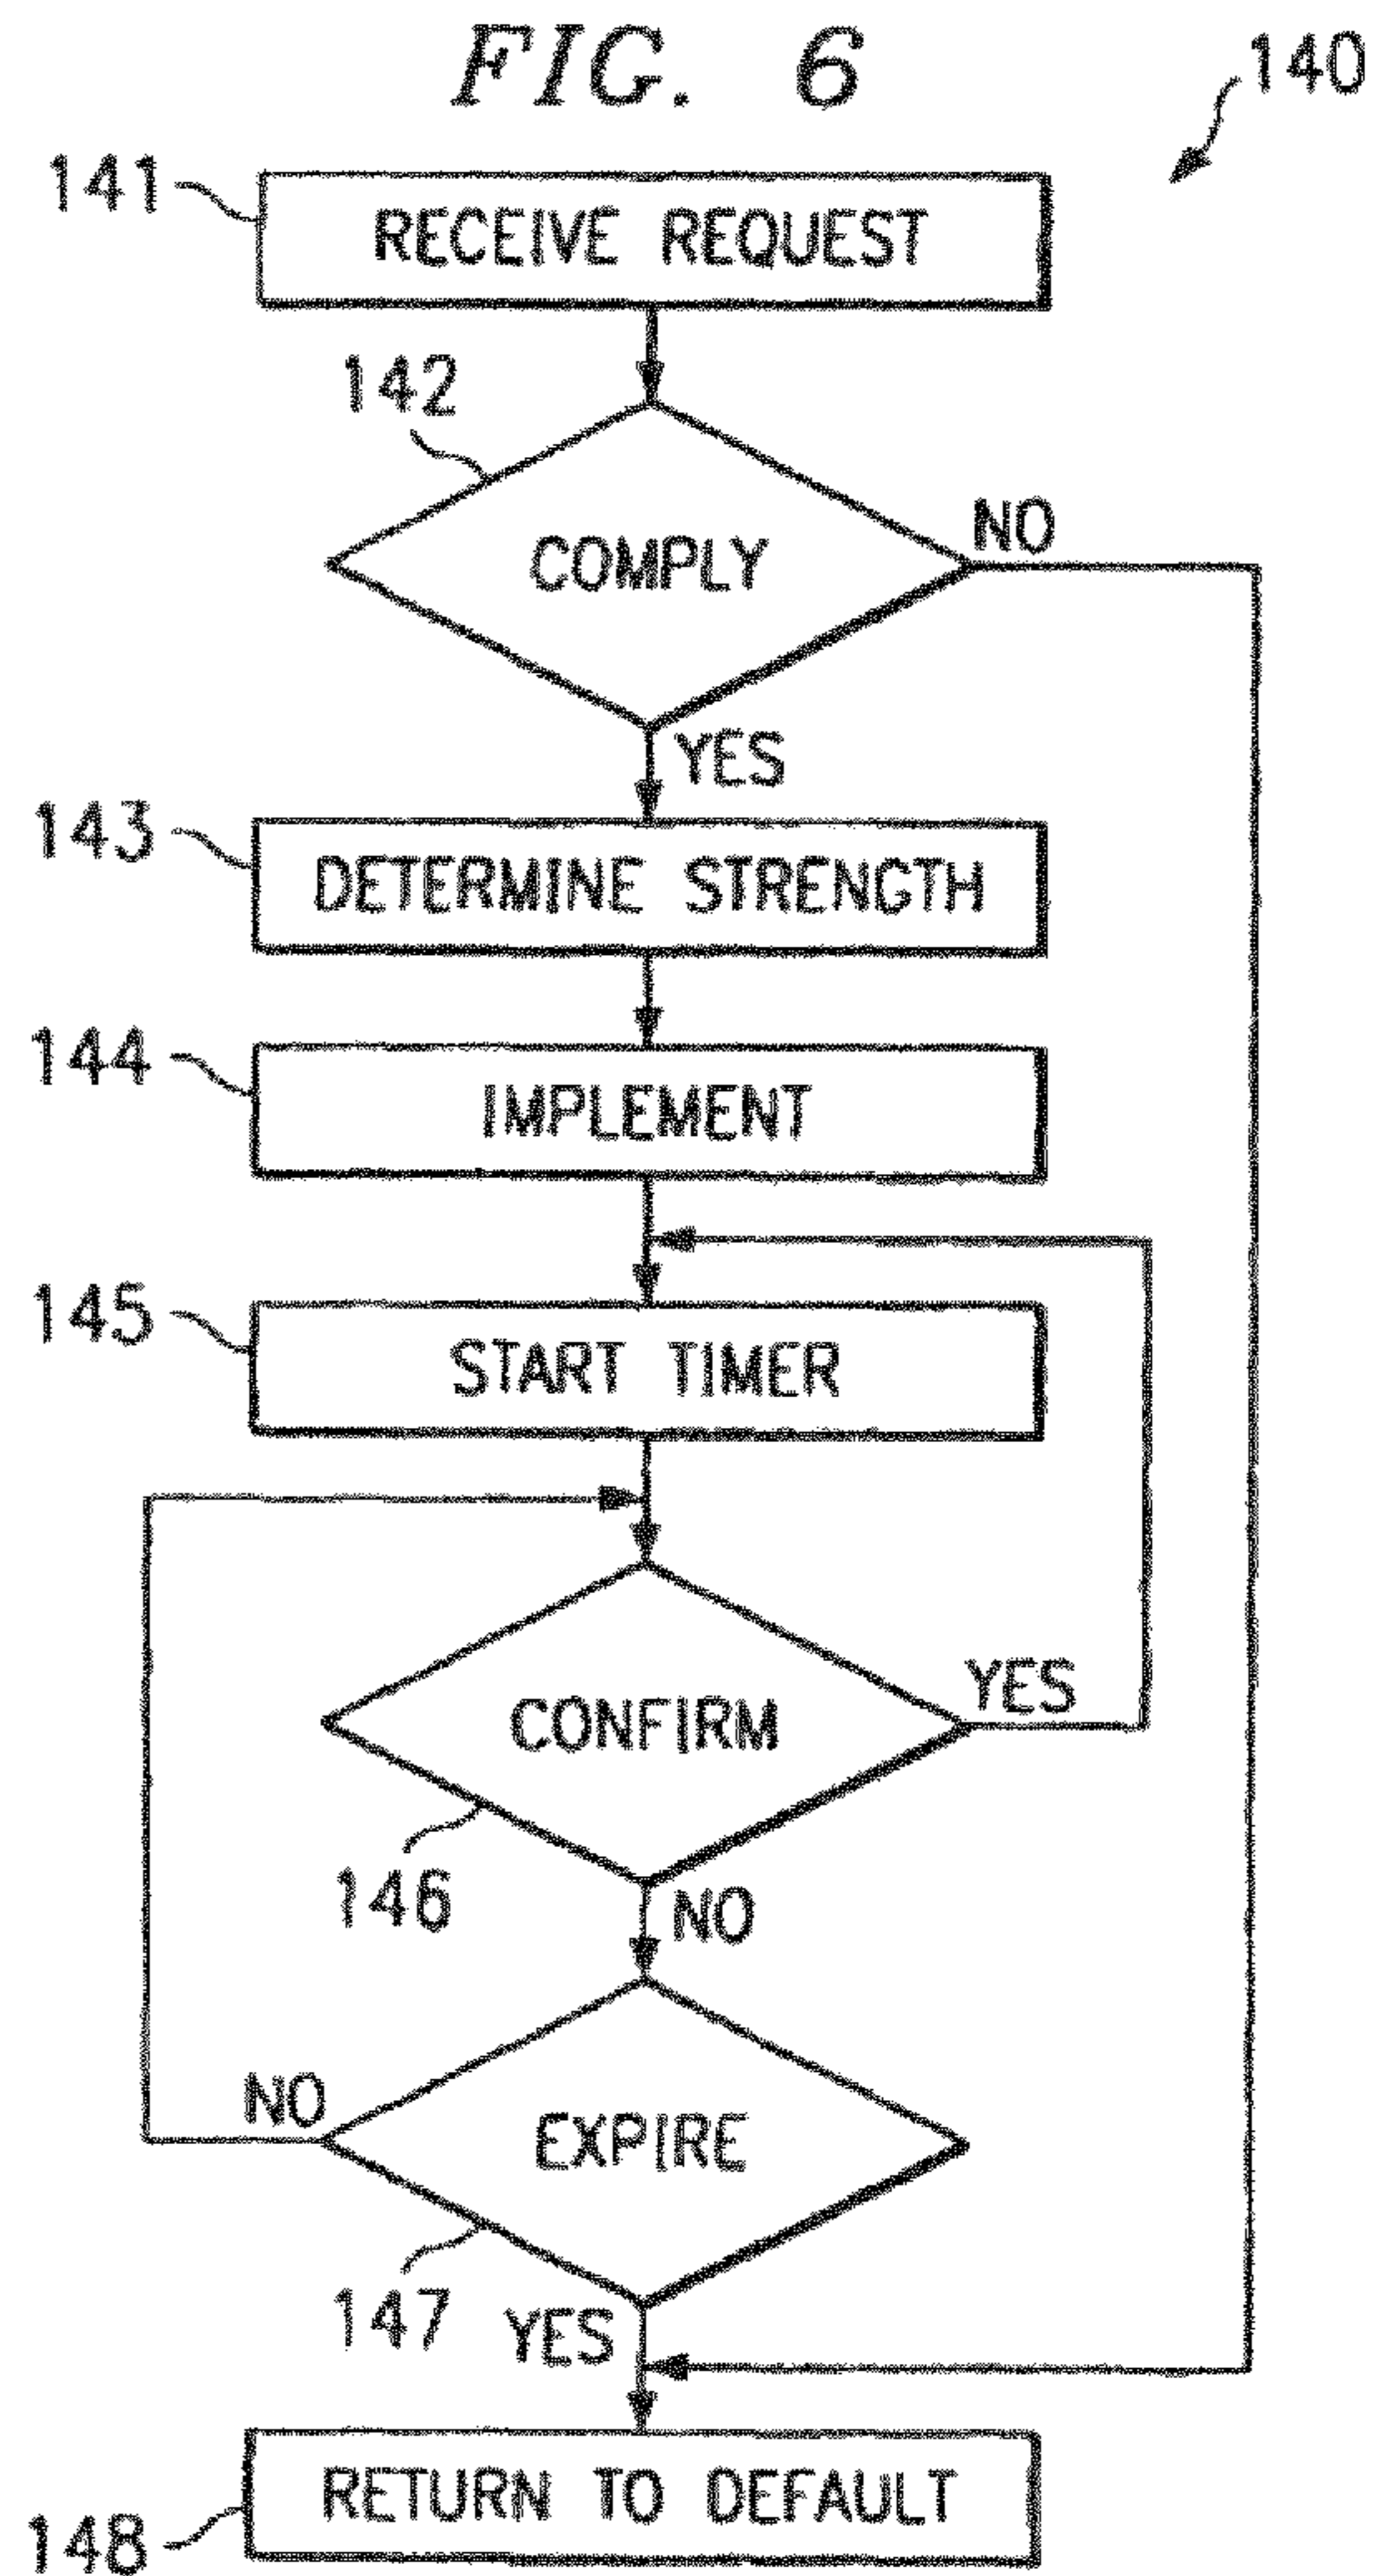 FIG. 6
140
141
RECEIVE REQUEST
142
COMPLY
NO
YES
143
DETERMINE STRENGTH
144
IMPLEMENT
145
START TIMER
CONFIRM
YES
146
NO
NO
EXPIRE
147
YES
RETURN TO DEFAULT
148